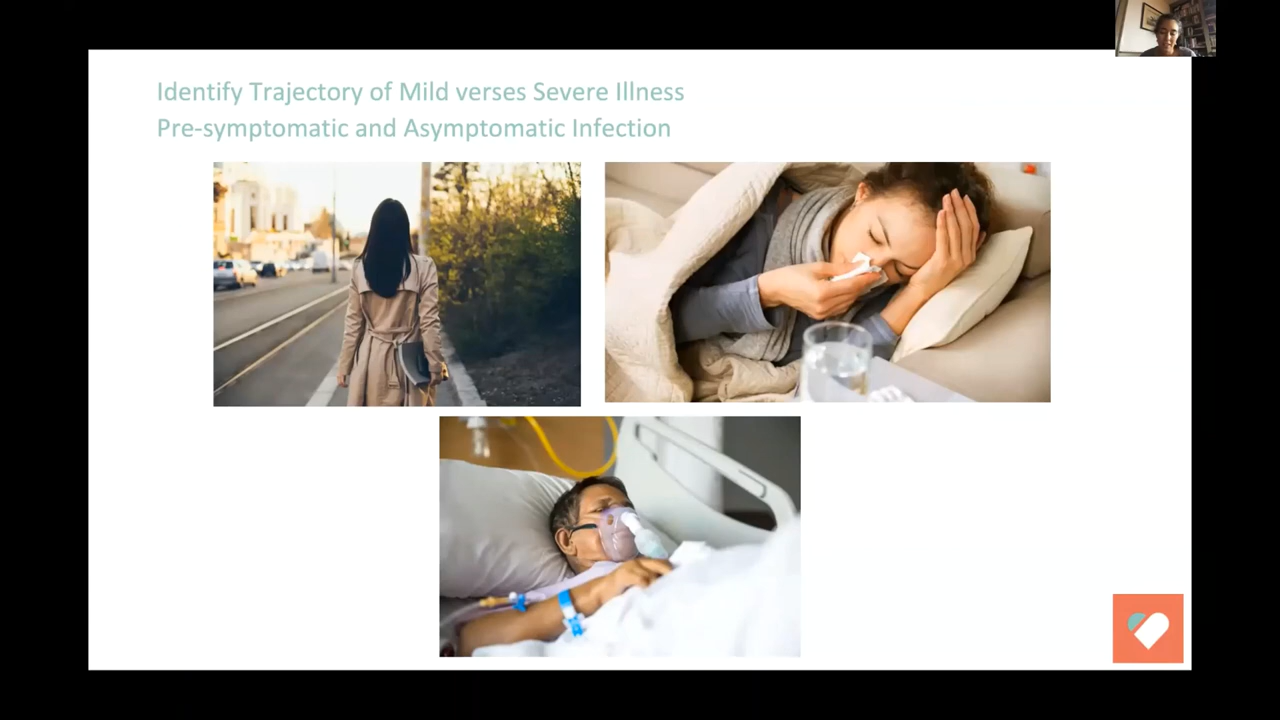 Identify Trajectory of Mild verses Severe Illness
Pre-symptomatic and Asymptomatic Infection